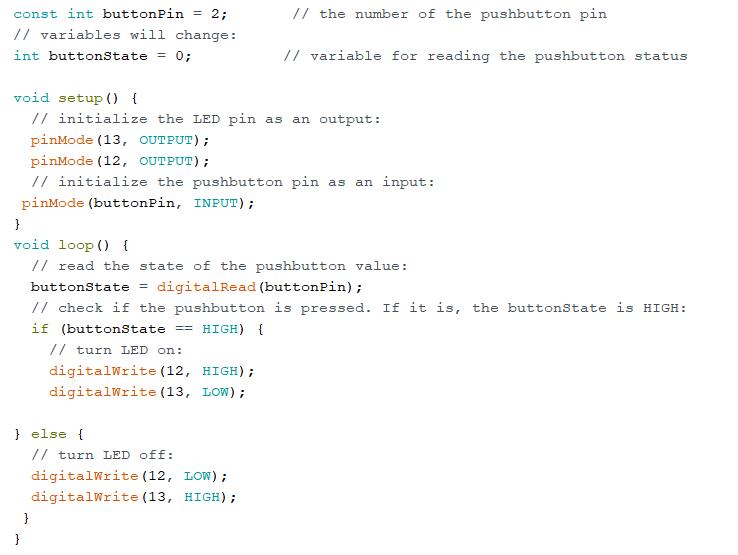 const int buttonPin = 2;       // the number of the pushbutton pin
// variables will change:
int buttonState = 0;          // variable for reading the pushbutton status

void setup() {
  // initialize the LED pin as an output:
  pinMode(13, OUTPUT);
  pinMode(12, OUTPUT);
  // initialize the pushbutton pin as an input:
 pinMode(buttonPin, INPUT);
}
void loop() {
  // read the state of the pushbutton value:
  buttonState = digitalRead(buttonPin);
  // check if the pushbutton is pressed. If it is, the buttonState is HIGH:
  if (buttonState == HIGH) {
    // turn LED on:
    digitalWrite(12, HIGH);
    digitalWrite(13, LOW);

} else {
  // turn LED off:
  digitalWrite(12, LOW);
  digitalWrite(13, HIGH);
 }
}